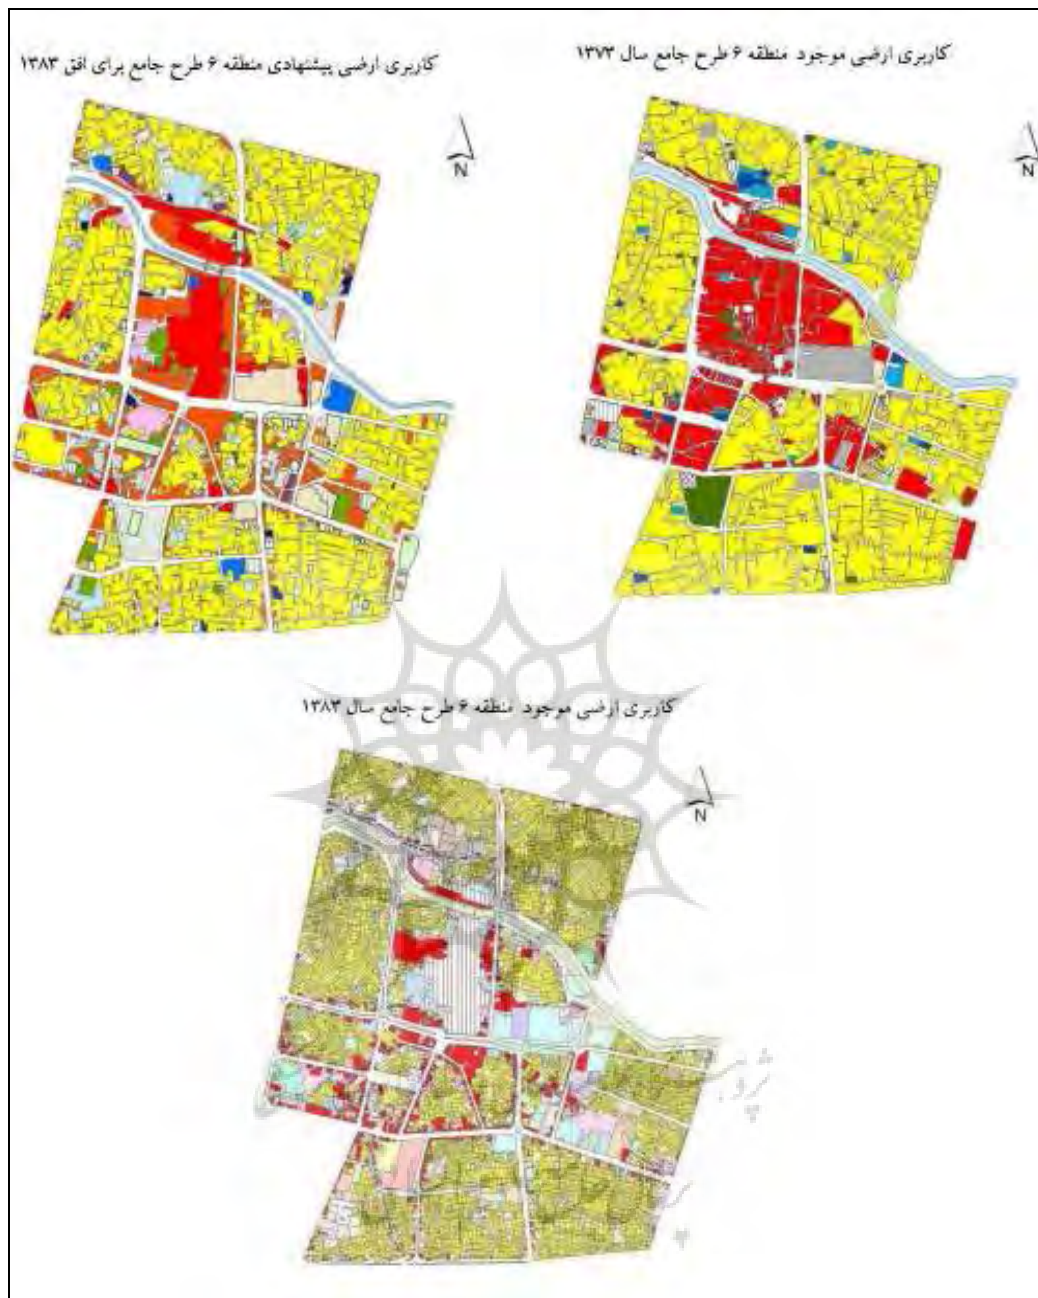 کاربری ارضی موجود منطقه ۶ طرح جامع سال ۱۳۷۳
کاربری ارضی پیشنهادی منطقه ۶ طرح جامع برای افق ۱۳۸۳
N
N
کاربری ارضی موجود منطقه ۶ طرح جامع سال ۱۳۸۳
N